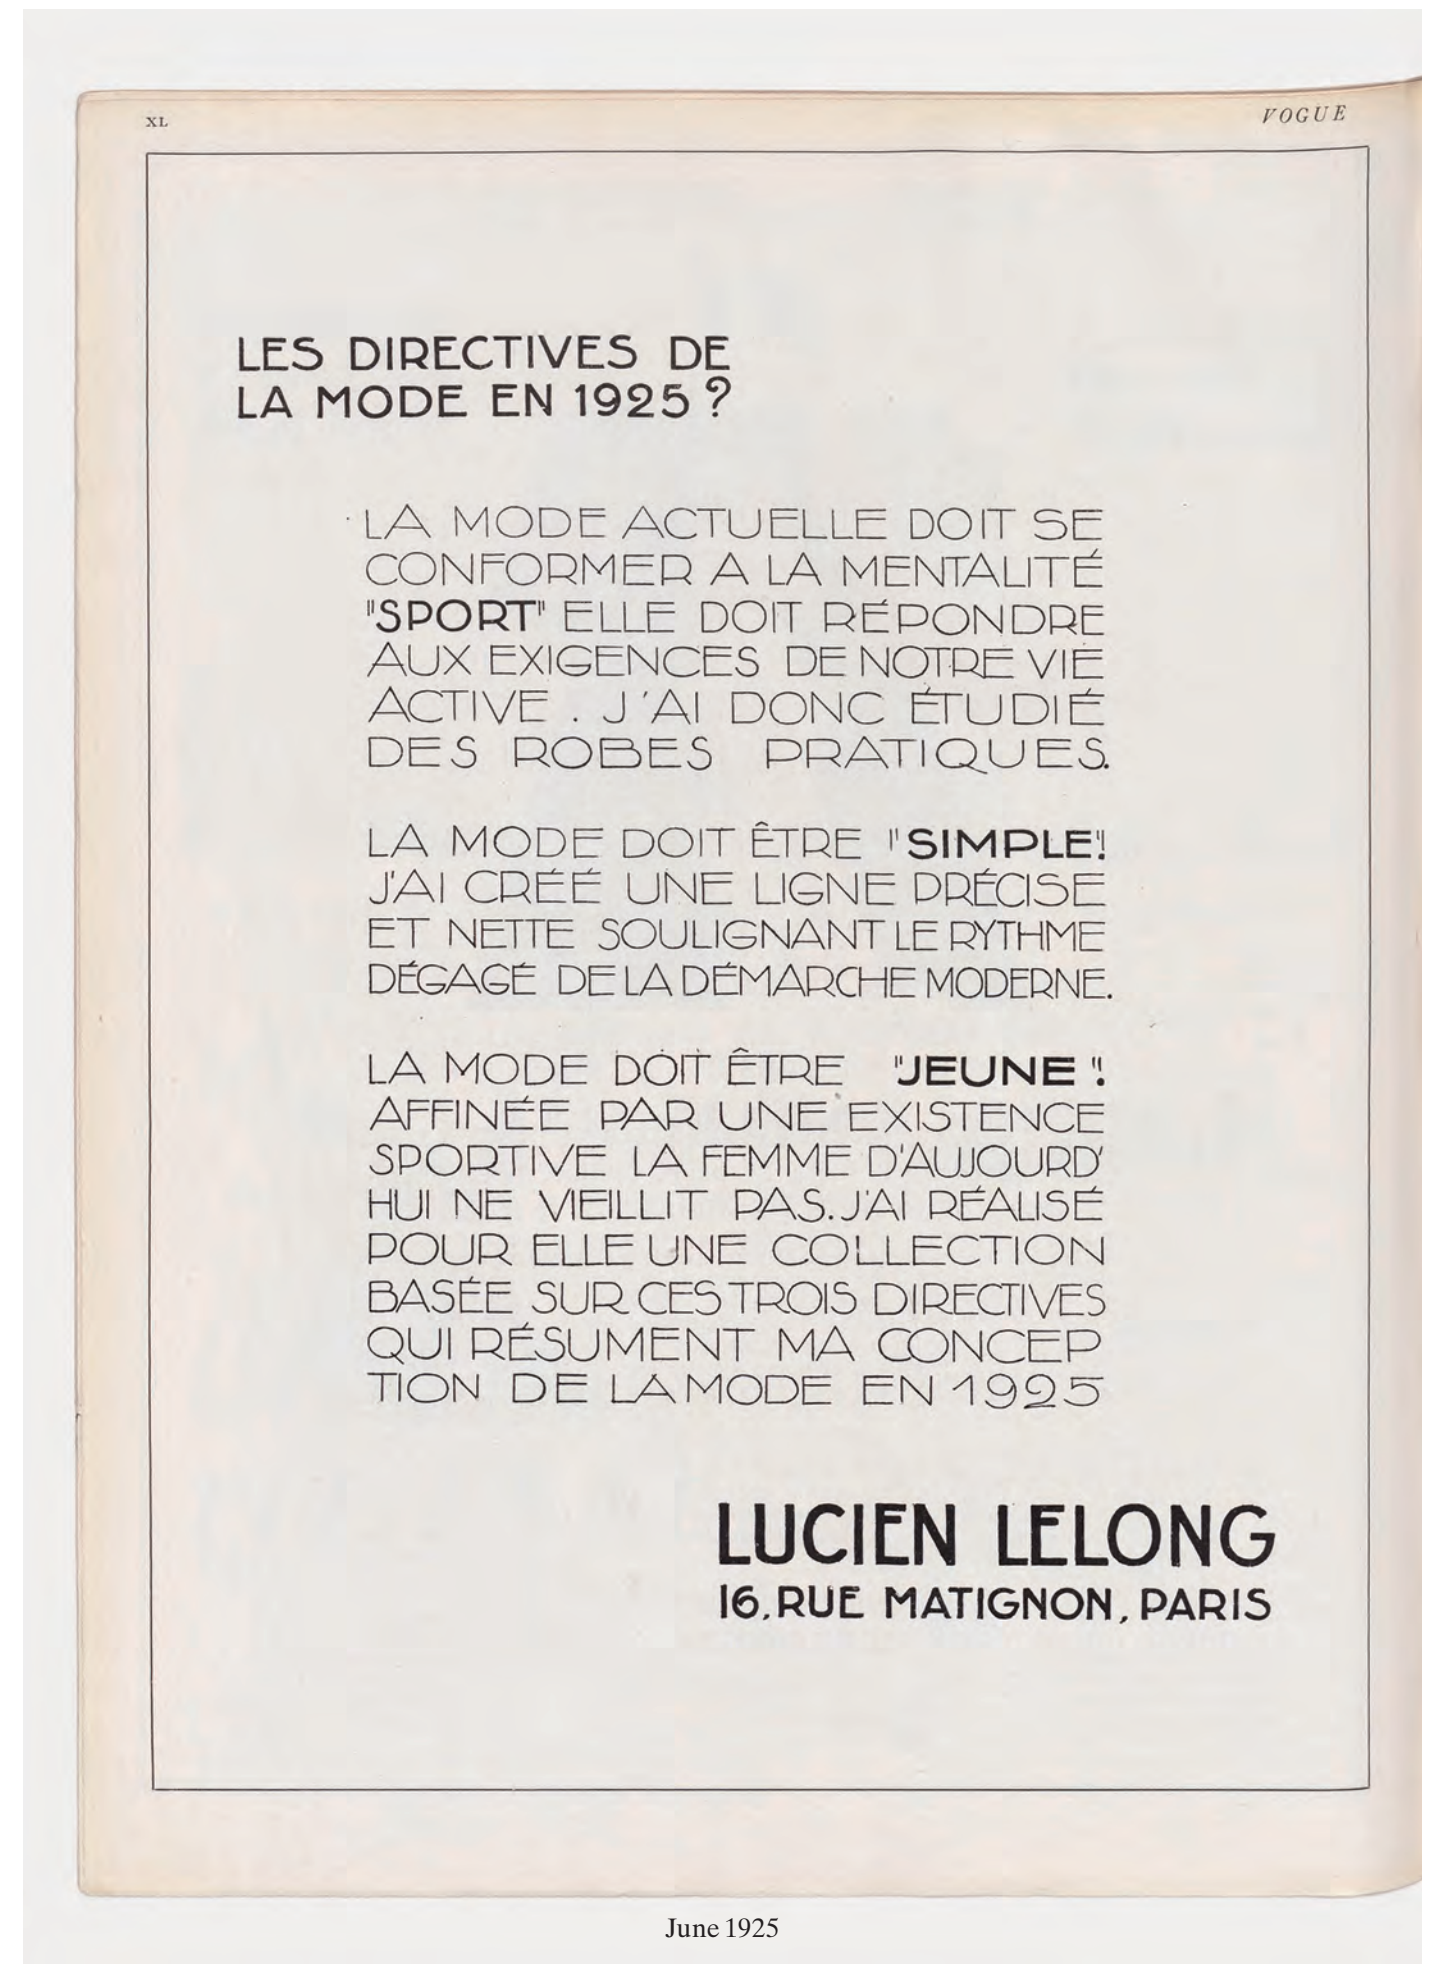 XL
VOGUE
LES DIRECTIVES DE
LA MODE EN 1925 ?
LA MODE ACTUELLE DOIT SE
CONFORMER A LA MENTALITÉ
"SPORT" ELLE DOIT RÉPONDRE
AUX EXIGENCES DE NOTRE VIE
ACTIVE . J'AI DONC ÉTUDIÉ
DES ROBES PRATIQUES.
LA MODE DOIT ÊTRE "SIMPLE".
J'AI CRÉÉ UNE LIGNE PRÉCISE
ET NETTE SOULIGNANT LE RYTHME
DÉGAGÉ DE LA DÉMARCHE MODERNE.
LA MODE DOIT ÊTRE "JEUNE".
AFFINÉE PAR UNE EXISTENCE
SPORTIVE LA FEMME D'AUJOURD'
HUI NE VIEILLIT PAS. J'AI RÉALISÉ
POUR ELLE UNE COLLECTION
BASÉE SUR CES TROIS DIRECTIVES
QUI RÉSUMENT MA CONCEP
TION DE LA MODE EN 1925
LUCIEN LELONG
16, RUE MATIGNON, PARIS
June 1925